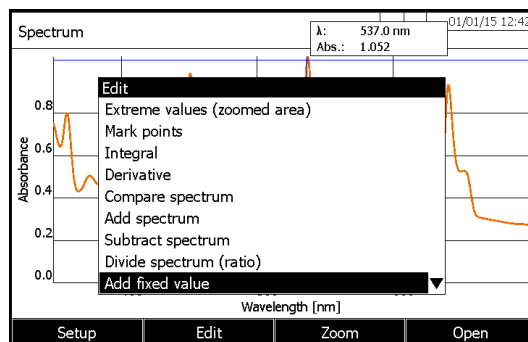 Spectrum
λ: 537.0 nm
Abs.: 1.052
01/01/15 12:42
Edit
Extreme values (zoomed area)
Mark points
Integral
Derivative
Compare spectrum
Add spectrum
Subtract spectrum
Divide spectrum (ratio)
Add fixed value
Absorbance
0.8
0.6
0.4
0.2
0.0
Wavelength [nm]
Setup Edit Zoom Open